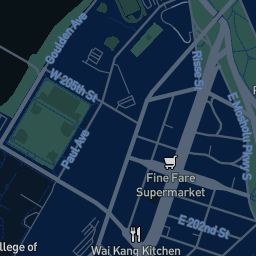 Goulden Ave
W 205th St
Paul Ave
Risse St
E Mosholu Pkwy S
Fine Fare
Supermarket
E 202nd St
llege of
Wai Kang Kitchen